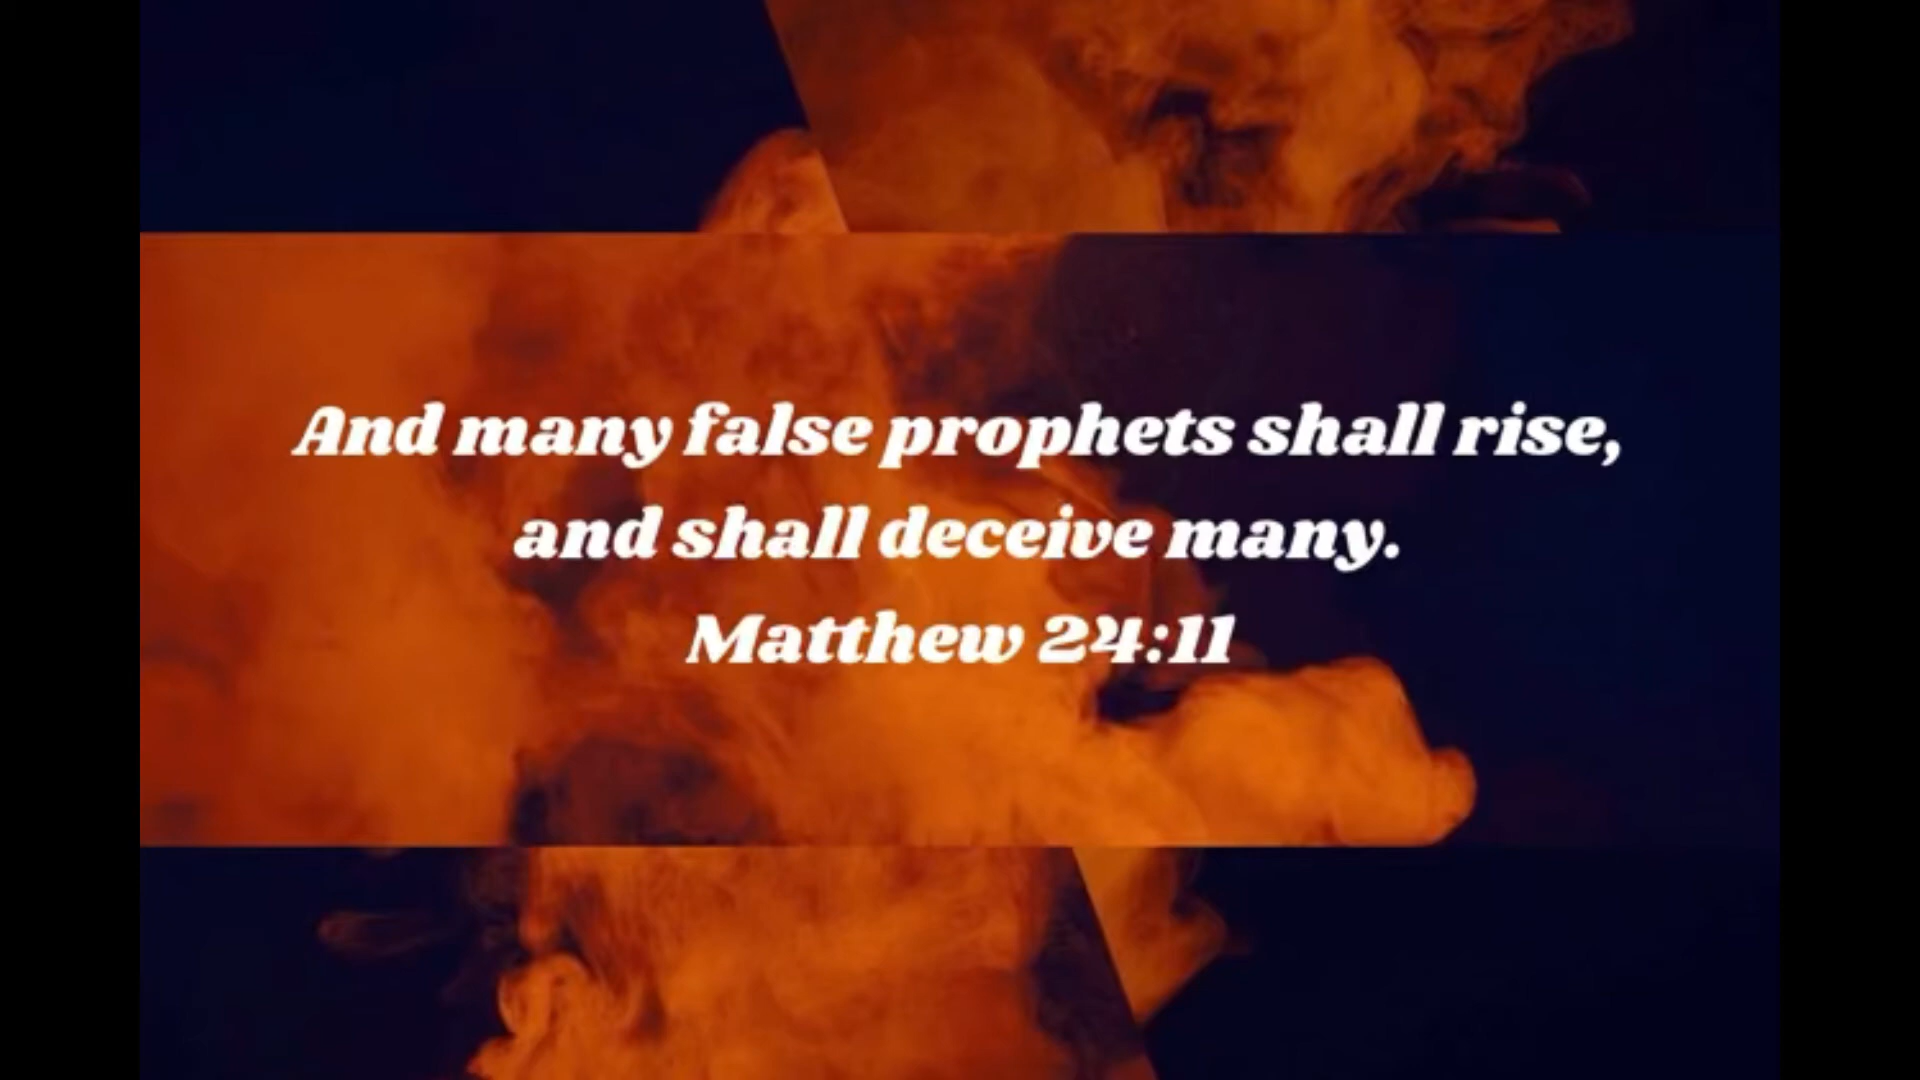 And many false prophets shall rise,
and shall deceive many.
Matthew 24:11